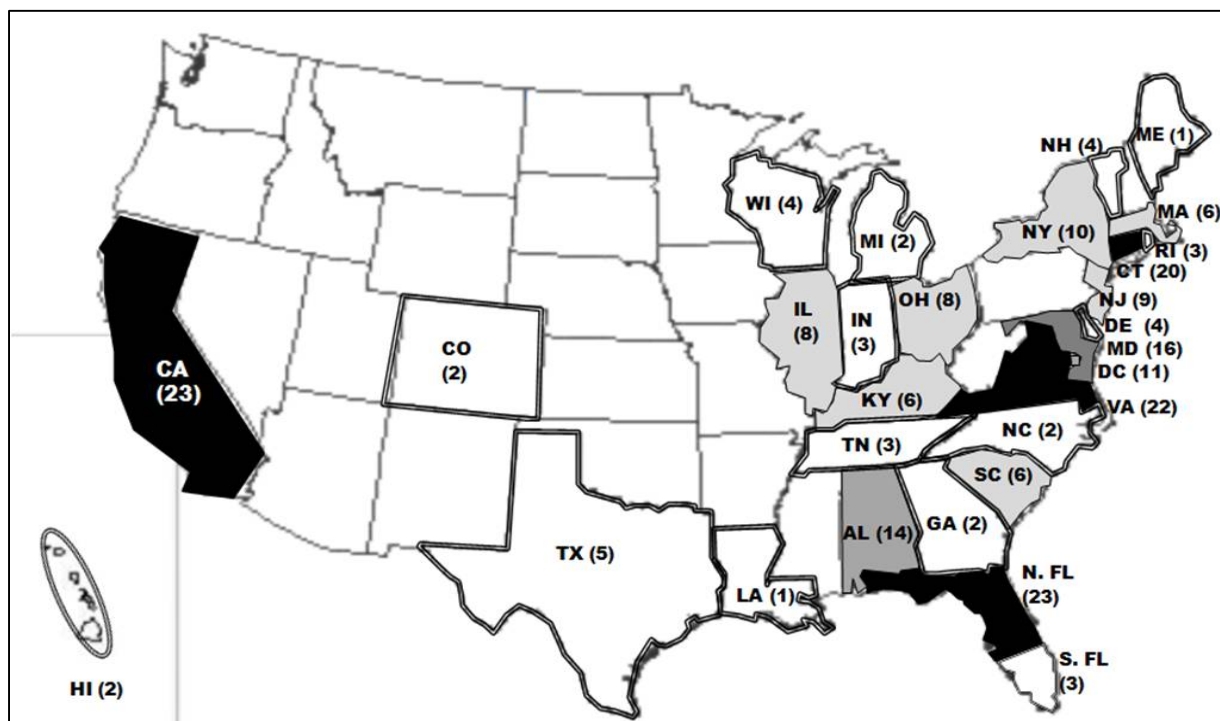 ME (1)
NH (4)
WI (4)
MA (6)
NY (10)
MI (2)
RI (3)
CT (20)
OH (8)
NJ (9)
IL
(8)
IN
(3)
DE (4)
CO
(2)
MD (16)
CA
(23)
DC (11)
KY (6)
VA (22)
NC (2)
TN (3)
SC (6)
GA (2)
AL (14)
TX (5)
N. FL
(23)
LA (1)
S. FL
(3)
HI (2)